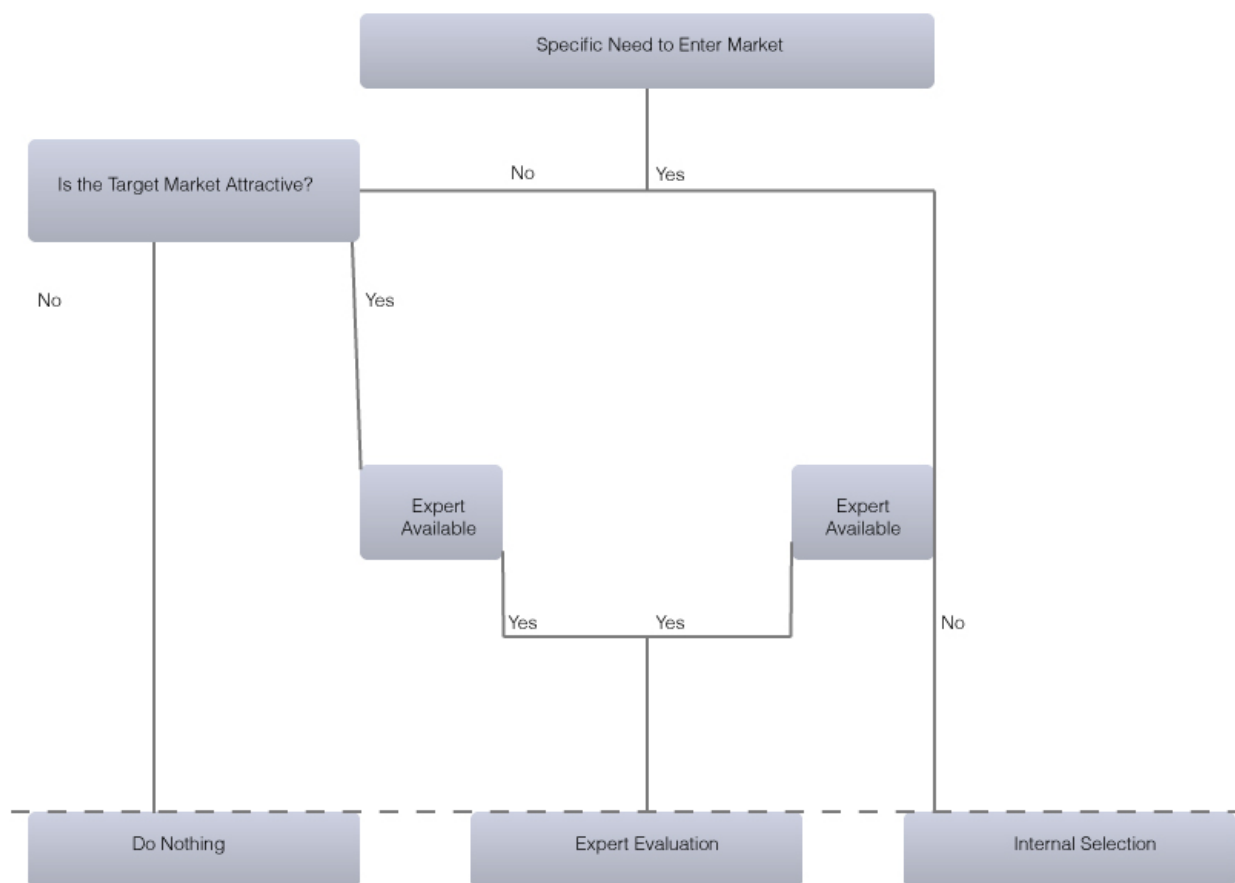 Specific Need to Enter Market
No
Yes
Is the Target Market Attractive?
No
Yes
Expert
Available
Expert
Available
Yes
Yes
No
Do Nothing
Expert Evaluation
Internal Selection